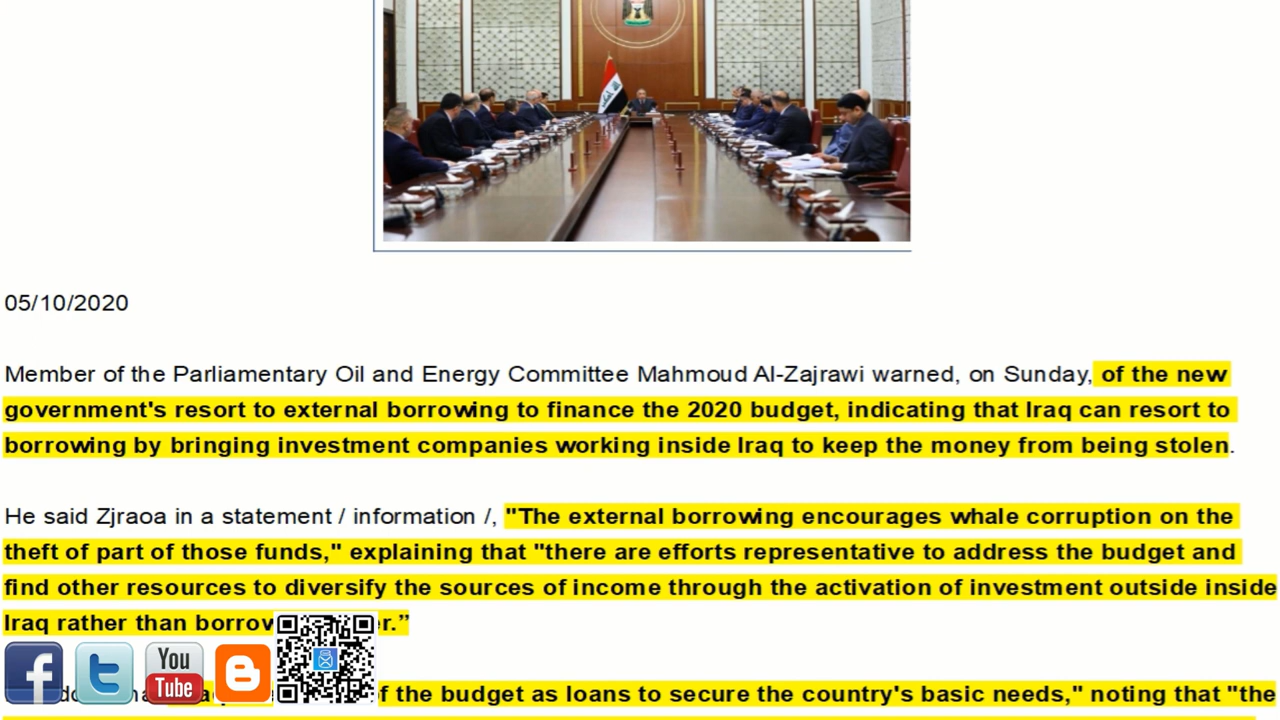 05/10/2020
Member of the Parliamentary Oil and Energy Committee Mahmoud Al-Zajrawi warned, on Sunday, of the new
government's resort to external borrowing to finance the 2020 budget, indicating that Iraq can resort to
borrowing by bringing investment companies working inside Iraq to keep the money from being stolen.
He said Zjraoa in a statement / information /, "The external borrowing encourages whale corruption on the
theft of part of those funds," explaining that "there are efforts representative to address the budget and
find other resources to diversify the sources of income through the activation of investment outside inside
Iraq rather than
f
t
You
Tube
B
of the budget as loans to secure the country's basic needs," noting that "the